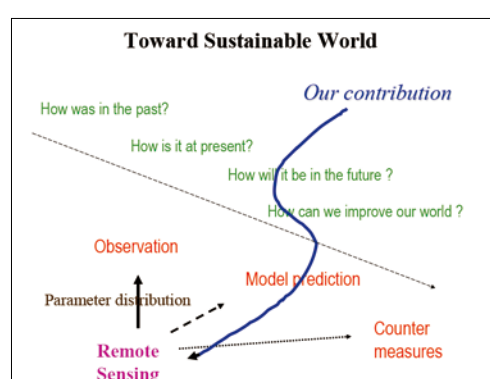 Toward Sustainable World
Our contribution
How was in the past?
How is it at present?
How will it be in the future ?
How can we improve our world ?
Observation
Model prediction
Parameter distribution
Counter
measures
Remote
Sensing